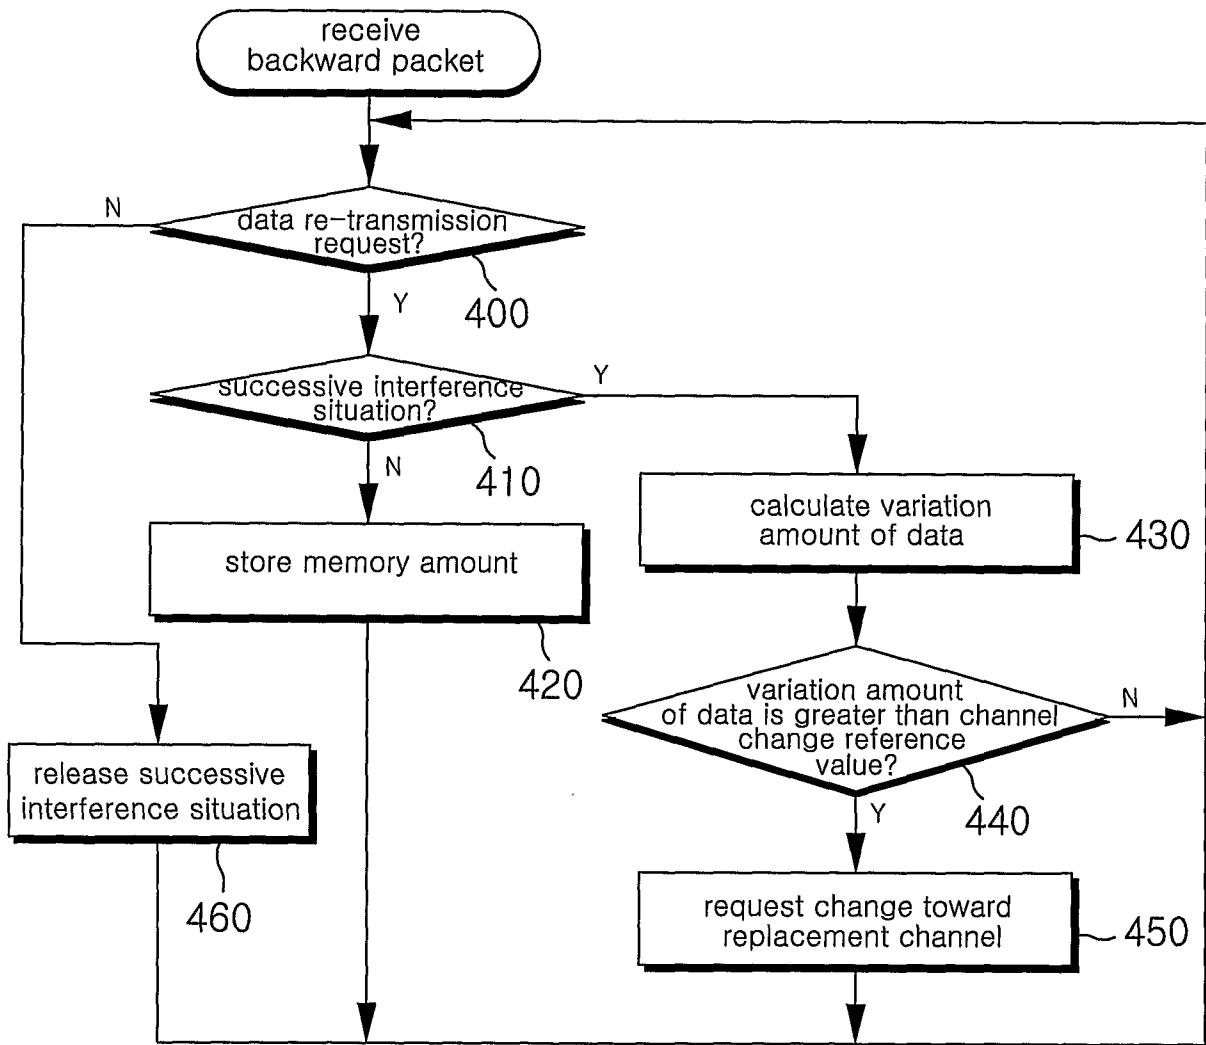 receive
backward packet
N
data re-transmission
request?
400
Y
successive interference
situation?
Y
410
N
calculate variation
amount of data
430
store memory amount
420
variation amount
of data is greater than channel
change reference
value?
N
440
Y
release successive
interference situation
460
request change toward
replacement channel
450